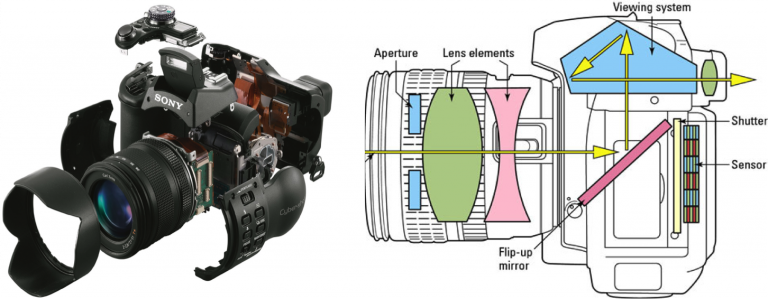 SONY
Viewing system
Aperture
Lens elements
Shutter
Sensor
Flip-up
mirror